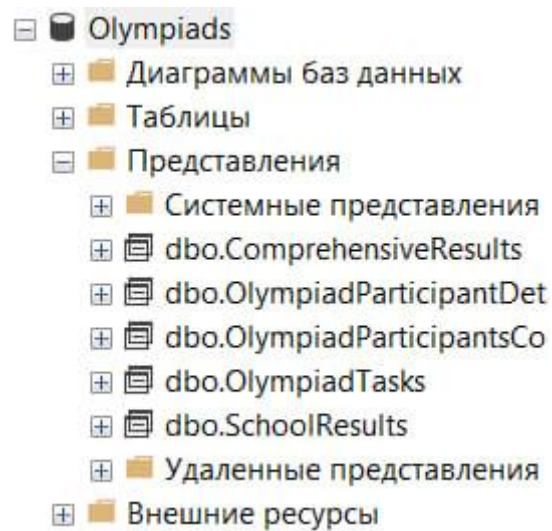 Olympiads
Диаграммы баз данных
Таблицы
Представления
Системные представления
dbo.ComprehensiveResults
dbo.OlympiadParticipantDet
dbo.OlympiadParticipantsCo
dbo.OlympiadTasks
dbo.SchoolResults
Удаленные представления
Внешние ресурсы